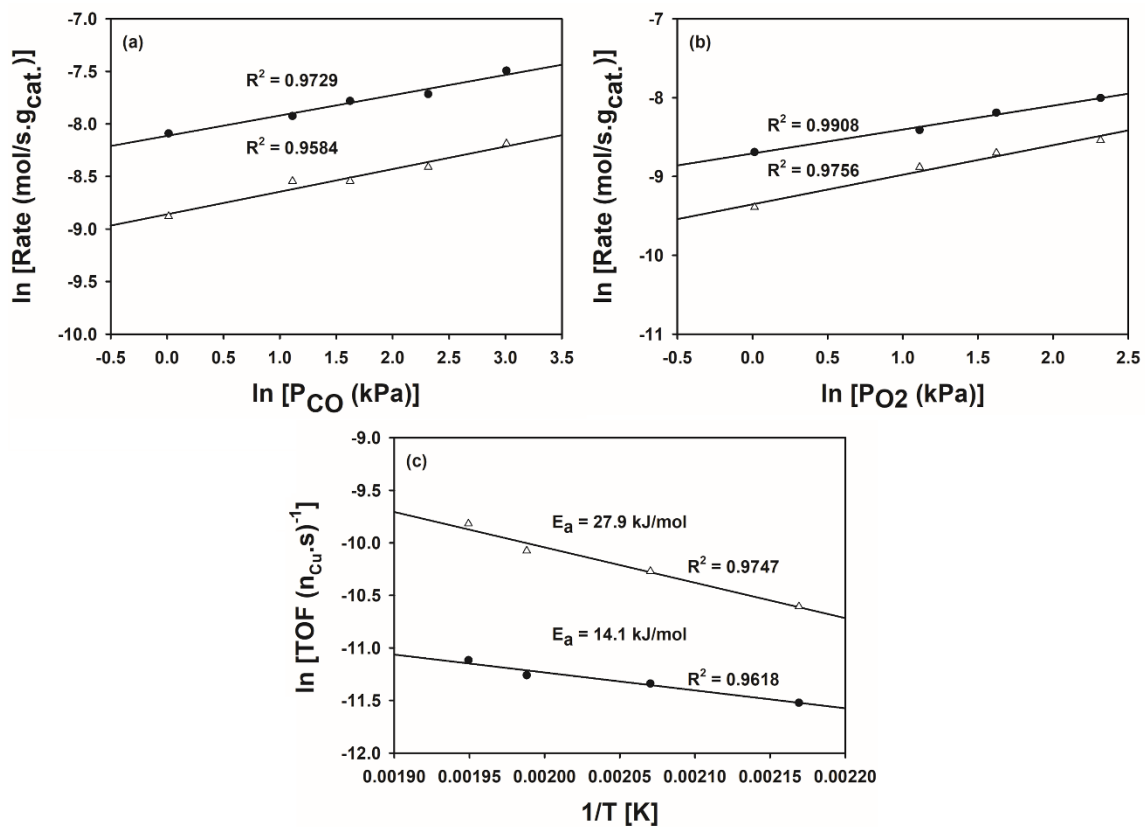 (a)
ln [Rate (mol/s.gcat.)]
-7.0
-7.5
-8.0
-8.5
-9.0
-9.5
-10.0
R² = 0.9729
R² = 0.9584
-0.5 0.0 0.5 1.0 1.5 2.0 2.5 3.0 3.5
ln [PCO (kPa)]
(b)
ln [Rate (mol/s.gcat.)]
-7
-8
-9
-10
-11
R² = 0.9908
R² = 0.9756
-0.5 0.0 0.5 1.0 1.5 2.0 2.5
ln [PO2 (kPa)]
(c)
ln [TOF (nCu.s)⁻¹]
-9.0
-9.5
-10.0
-10.5
-11.0
-11.5
-12.0
Ea = 27.9 kJ/mol
R² = 0.9747
Ea = 14.1 kJ/mol
R² = 0.9618
0.00190 0.00195 0.00200 0.00205 0.00210 0.00215 0.00220
1/T [K]